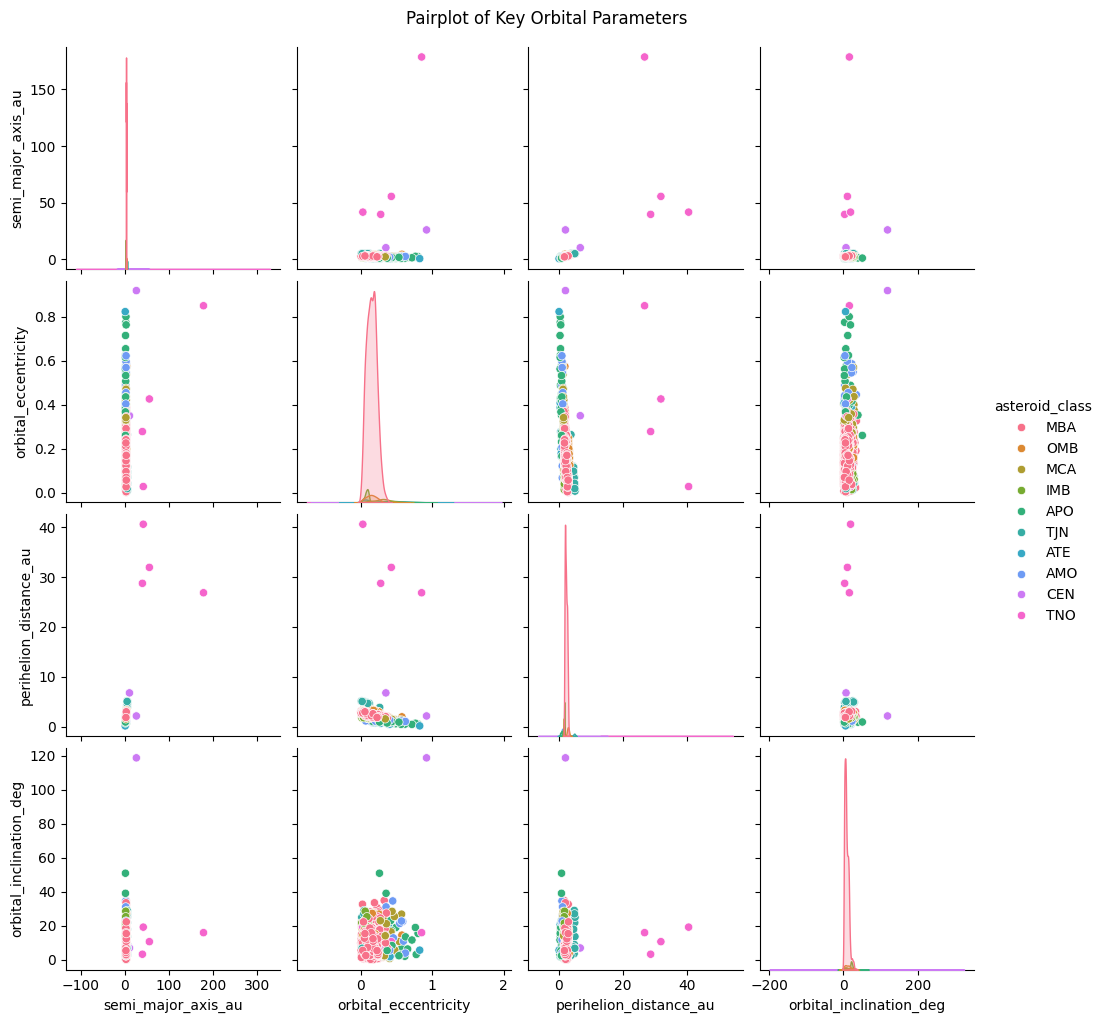 Pairplot of Key Orbital Parameters
semi_major_axis_au
150
100
50
0
orbital_eccentricity
0.8
0.6
0.4
0.2
0.0
asteroid_class
MBA
OMB
MCA
IMB
APO
TJN
ATE
AMO
CEN
TNO
perihelion_distance_au
40
30
20
10
0
orbital_inclination_deg
120
100
80
60
40
20
0
−100 0 100 200 300
0 1 2
0 20 40
−200 0 200
semi_major_axis_au
orbital_eccentricity
perihelion_distance_au
orbital_inclination_deg